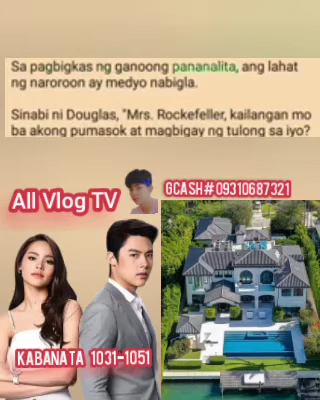 Sa pagbigkas ng ganoong pananalita, ang lahat
ng naroroon ay medyo nabigla.
Sinabi ni Douglas, "Mrs. Rockefeller, kailangan mo
ba akong pumasok at magbigay ng tulong sa iyo?
GCASH# 09310687321
All Vlog TV
KABANATA 1031-1051